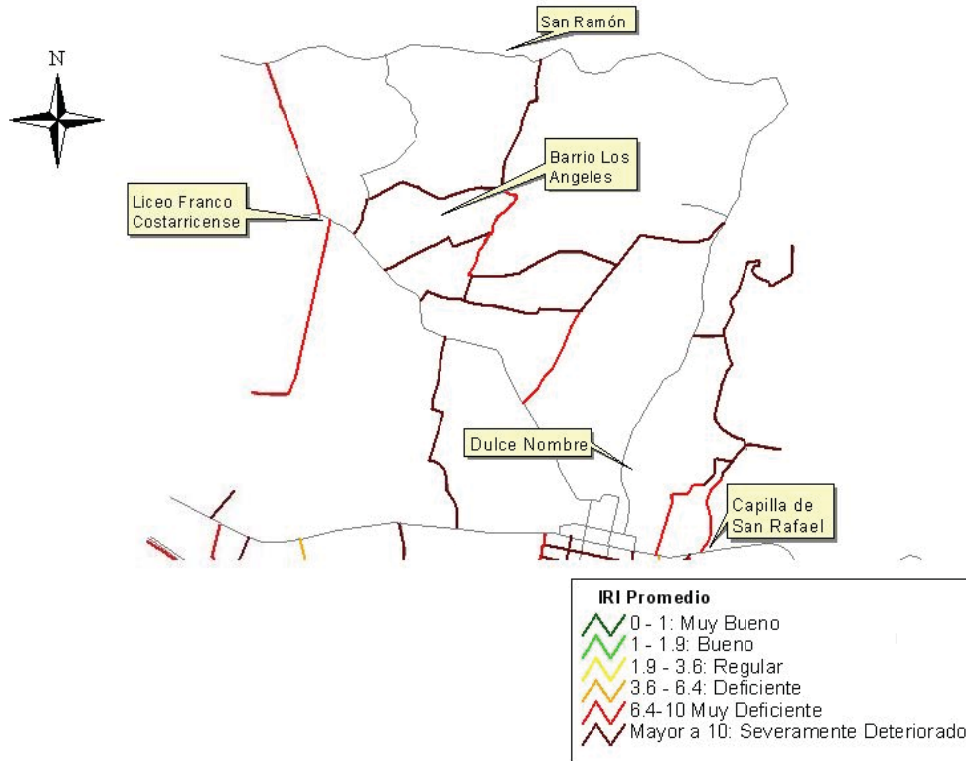 San Ramón
N
Barrio Los
Angeles
Liceo Franco
Costarricense
Dulce Nombre
Capilla de
San Rafael
IRI Promedio
0 - 1: Muy Bueno
1 - 1.9: Bueno
1.9 - 3.6: Regular
3.6 - 6.4: Deficiente
6.4-10 Muy Deficiente
Mayor a 10: Severamente Deteriorado